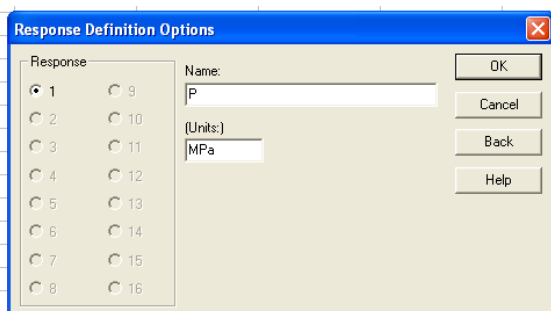 Response Definition Options
Response
1
2
3
4
5
6
7
8
9
10
11
12
13
14
15
16
Name:
P
(Units:)
MPa
OK
Cancel
Back
Help